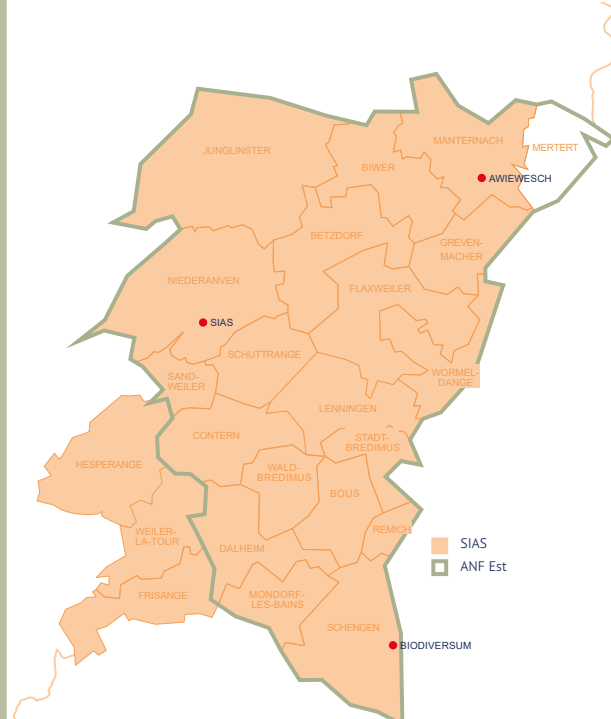 MANTERNACH
MERTERT
JUNGLINSTER
BIWER
AWIEWESCH
BETZDORF
GREVEN-
MACHER
NIEDERANVEN
FLAXWEILER
SIAS
SCHUTTRANGE
SAND-
WEILER
WORMEL-
DANGE
LENNINGEN
CONTERN
STADT-
BREDIMUS
HESPERANGE
WALD-
BREDIMUS
BOUS
REMICH
WEILER-
LA-TOUR
DALHEIM
SIAS
ANF Est
FRISANGE
MONDORF-
LES-BAINS
SCHENGEN
BIODIVERSUM